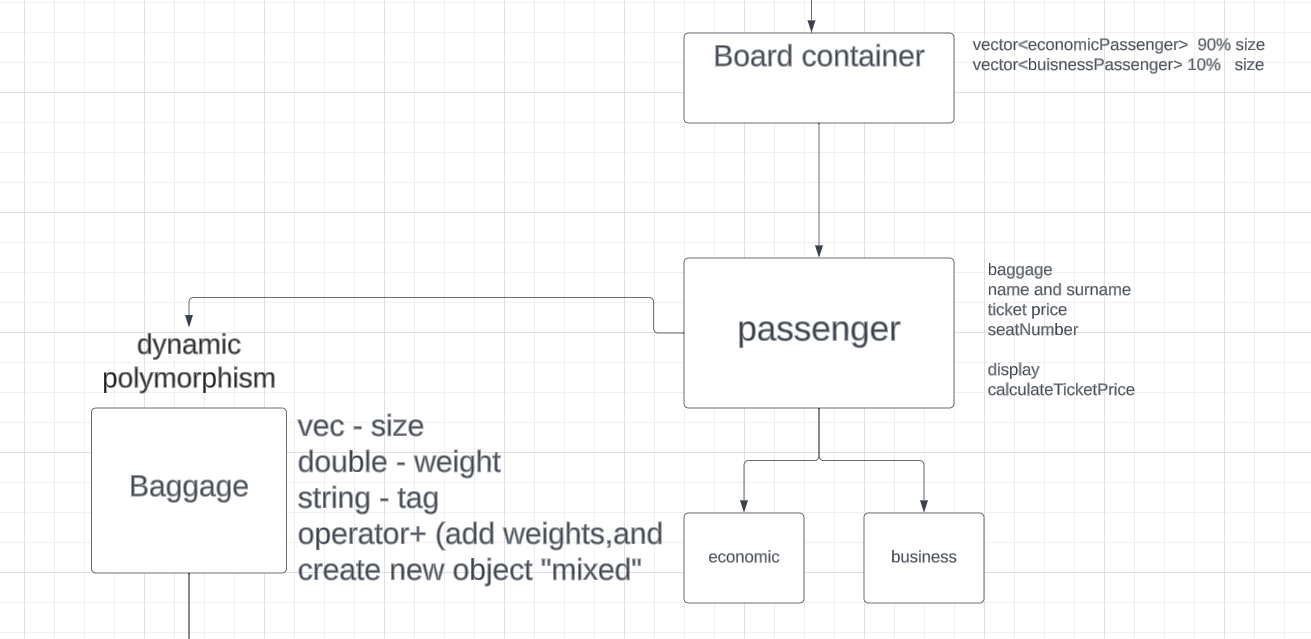 Board container
vector<economicPassenger> 90% size
vector<buisnessPassenger> 10% size
passenger
baggage
name and surname
ticket price
seatNumber
display
calculateTicketPrice
dynamic
polymorphism
Baggage
vec - size
double - weight
string - tag
operator+ (add weights,and
create new object "mixed"
economic
business